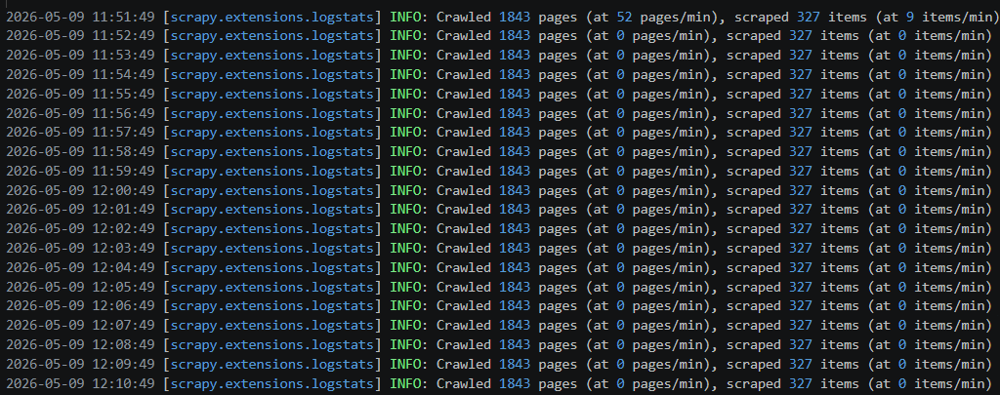 2026-05-09 11:51:49 [scrapy.extensions.logstats] INFO: Crawled 1843 pages (at 52 pages/min), scraped 327 items (at 9 items/min)
2026-05-09 11:52:49 [scrapy.extensions.logstats] INFO: Crawled 1843 pages (at 0 pages/min), scraped 327 items (at 0 items/min)
2026-05-09 11:53:49 [scrapy.extensions.logstats] INFO: Crawled 1843 pages (at 0 pages/min), scraped 327 items (at 0 items/min)
2026-05-09 11:54:49 [scrapy.extensions.logstats] INFO: Crawled 1843 pages (at 0 pages/min), scraped 327 items (at 0 items/min)
2026-05-09 11:55:49 [scrapy.extensions.logstats] INFO: Crawled 1843 pages (at 0 pages/min), scraped 327 items (at 0 items/min)
2026-05-09 11:56:49 [scrapy.extensions.logstats] INFO: Crawled 1843 pages (at 0 pages/min), scraped 327 items (at 0 items/min)
2026-05-09 11:57:49 [scrapy.extensions.logstats] INFO: Crawled 1843 pages (at 0 pages/min), scraped 327 items (at 0 items/min)
2026-05-09 11:58:49 [scrapy.extensions.logstats] INFO: Crawled 1843 pages (at 0 pages/min), scraped 327 items (at 0 items/min)
2026-05-09 11:59:49 [scrapy.extensions.logstats] INFO: Crawled 1843 pages (at 0 pages/min), scraped 327 items (at 0 items/min)
2026-05-09 12:00:49 [scrapy.extensions.logstats] INFO: Crawled 1843 pages (at 0 pages/min), scraped 327 items (at 0 items/min)
2026-05-09 12:01:49 [scrapy.extensions.logstats] INFO: Crawled 1843 pages (at 0 pages/min), scraped 327 items (at 0 items/min)
2026-05-09 12:02:49 [scrapy.extensions.logstats] INFO: Crawled 1843 pages (at 0 pages/min), scraped 327 items (at 0 items/min)
2026-05-09 12:03:49 [scrapy.extensions.logstats] INFO: Crawled 1843 pages (at 0 pages/min), scraped 327 items (at 0 items/min)
2026-05-09 12:04:49 [scrapy.extensions.logstats] INFO: Crawled 1843 pages (at 0 pages/min), scraped 327 items (at 0 items/min)
2026-05-09 12:05:49 [scrapy.extensions.logstats] INFO: Crawled 1843 pages (at 0 pages/min), scraped 327 items (at 0 items/min)
2026-05-09 12:06:49 [scrapy.extensions.logstats] INFO: Crawled 1843 pages (at 0 pages/min), scraped 327 items (at 0 items/min)
2026-05-09 12:07:49 [scrapy.extensions.logstats] INFO: Crawled 1843 pages (at 0 pages/min), scraped 327 items (at 0 items/min)
2026-05-09 12:08:49 [scrapy.extensions.logstats] INFO: Crawled 1843 pages (at 0 pages/min), scraped 327 items (at 0 items/min)
2026-05-09 12:09:49 [scrapy.extensions.logstats] INFO: Crawled 1843 pages (at 0 pages/min), scraped 327 items (at 0 items/min)
2026-05-09 12:10:49 [scrapy.extensions.logstats] INFO: Crawled 1843 pages (at 0 pages/min), scraped 327 items (at 0 items/min)